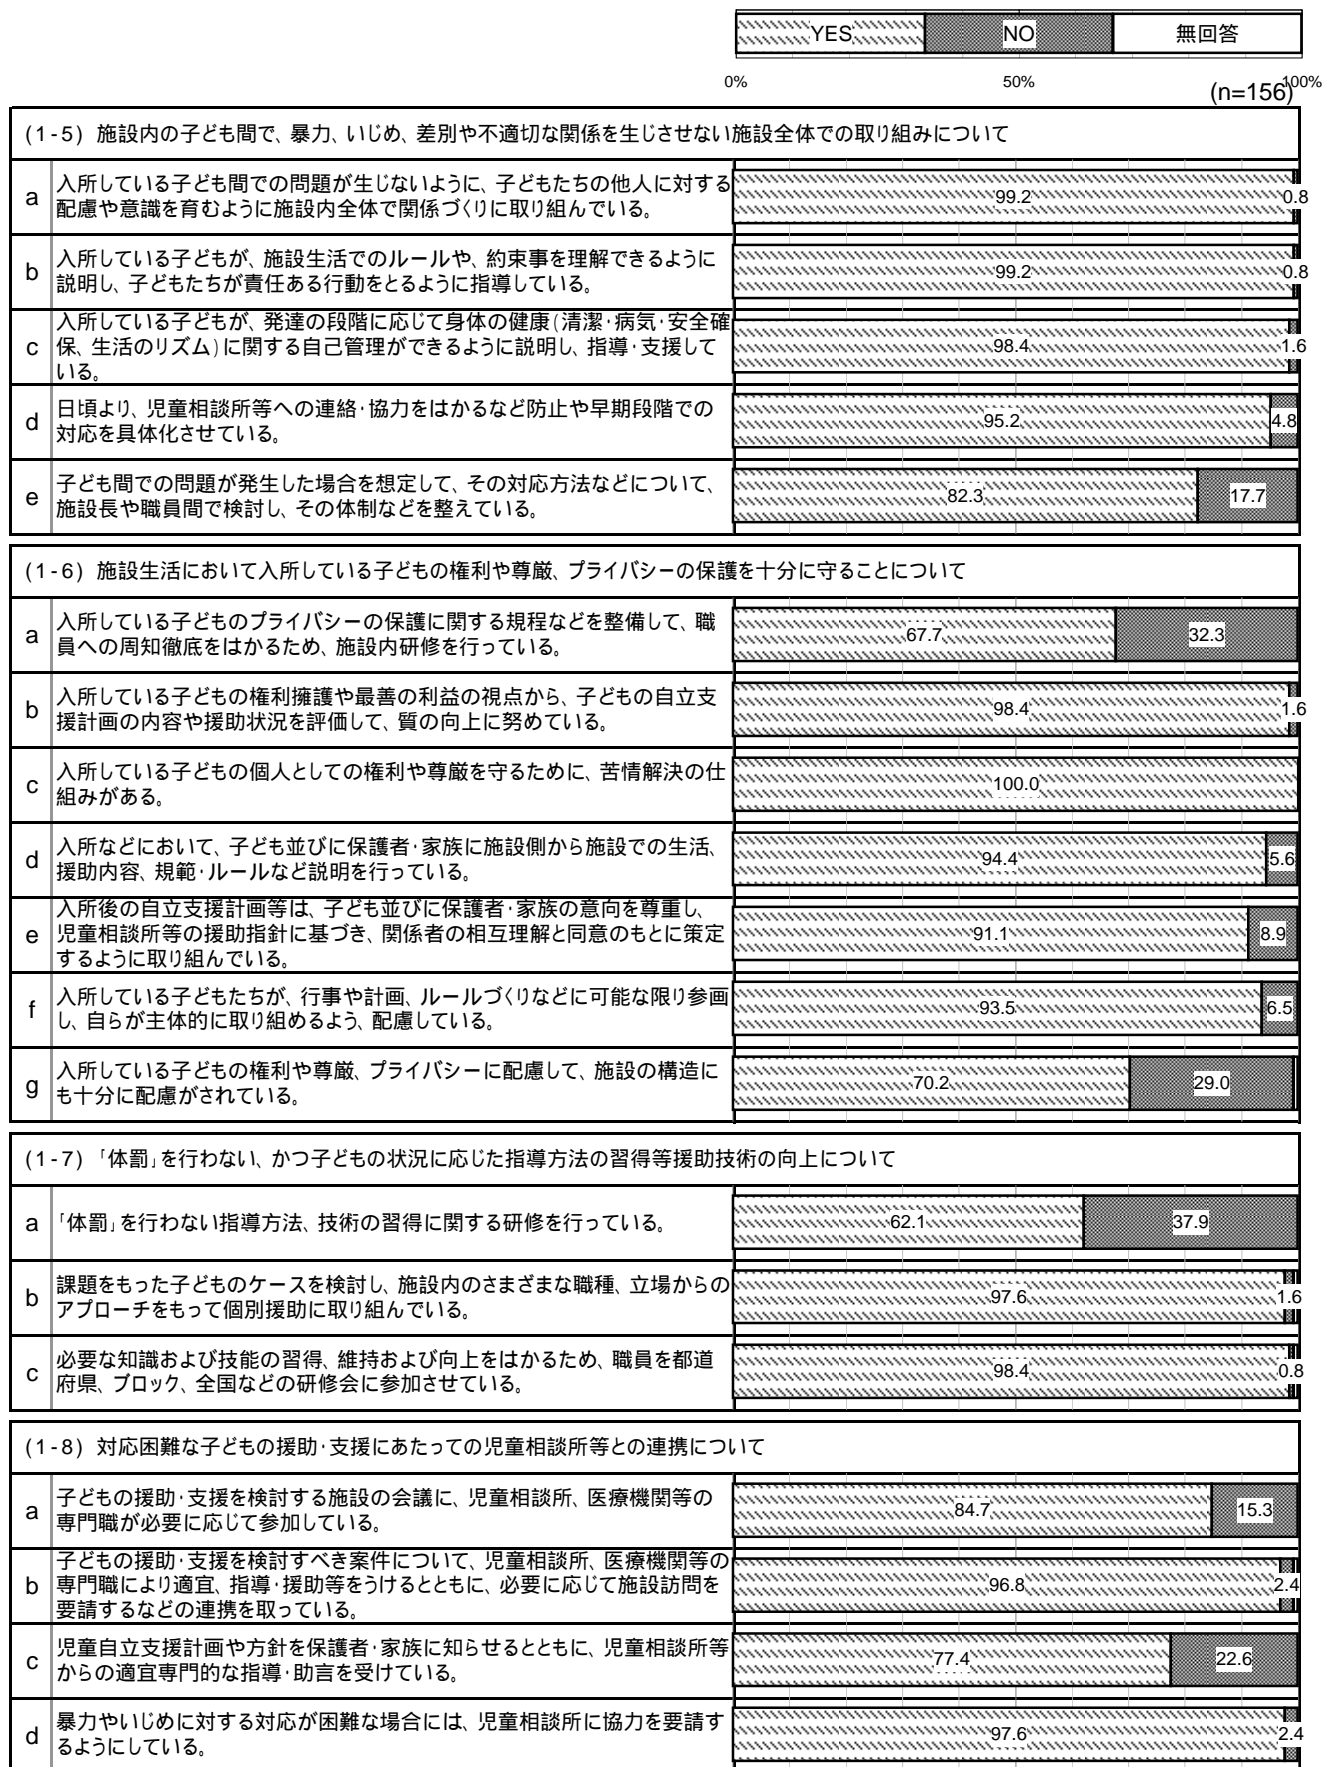 YES NO 無回答
0% 50% 100%
(n=156)
(1-5) 施設内の子ども間で、暴力、いじめ、差別や不適切な関係を生じさせない施設全体での取り組みについて
a 入所している子ども間での問題が生じないように、子どもたちの他人に対する
配慮や意識を育むように施設内全体で関係づくりに取り組んでいる。
99.2 0.8
b 入所している子どもが、施設生活でのルールや、約束事を理解できるように
説明し、子どもたちが責任ある行動をとるように指導している。
99.2 0.8
c 入所している子どもが、発達の段階に応じて身体の健康(清潔・病気・安全確
保、生活のリズム)に関する自己管理ができるように説明し、指導・支援して
いる。
98.4 1.6
d 日頃より、児童相談所等への連絡・協力をはかるなど防止や早期段階での
対応を具体化させている。
95.2 4.8
e 子ども間での問題が発生した場合を想定して、その対応方法などについて、
施設長や職員間で検討し、その体制などを整えている。
82.3 17.7
(1-6) 施設生活において入所している子どもの権利や尊厳、プライバシーの保護を十分に守ることについて
a 入所している子どものプライバシーの保護に関する規程などを整備して、職
員への周知徹底をはかるため、施設内研修を行っている。
67.7 32.3
b 入所している子どもの権利擁護や最善の利益の視点から、子どもの自立支
援計画の内容や援助状況を評価して、質の向上に努めている。
98.4 1.6
c 入所している子どもの個人としての権利や尊厳を守るために、苦情解決の仕
組みがある。
100.0
d 入所などにおいて、子ども並びに保護者・家族に施設側から施設での生活、
援助内容、規範・ルールなど説明を行っている。
94.4 5.6
e 入所後の自立支援計画等は、子ども並びに保護者・家族の意向を尊重し、
児童相談所等の援助指針に基づき、関係者の相互理解と同意のもとに策定
するように取り組んでいる。
91.1 8.9
f 入所している子どもたちが、行事や計画、ルールづくりなどに可能な限り参画
し、自らが主体的に取り組めるよう、配慮している。
93.5 6.5
g 入所している子どもの権利や尊厳、プライバシーに配慮して、施設の構造に
も十分に配慮がされている。
70.2 29.0
(1-7) 「体罰」を行わない、かつ子どもの状況に応じた指導方法の習得等援助技術の向上について
a 「体罰」を行わない指導方法、技術の習得に関する研修を行っている。
62.1 37.9
b 課題をもった子どものケースを検討し、施設内のさまざまな職種、立場からの
アプローチをもって個別援助に取り組んでいる。
97.6 1.6
c 必要な知識および技能の習得、維持および向上をはかるため、職員を都道
府県、ブロック、全国などの研修会に参加させている。
98.4 0.8
(1-8) 対応困難な子どもの援助・支援にあたっての児童相談所等との連携について
a 子どもの援助・支援を検討する施設の会議に、児童相談所、医療機関等の
専門職が必要に応じて参加している。
84.7 15.3
b 子どもの援助・支援を検討すべき案件について、児童相談所、医療機関等の
専門職により適宜、指導・援助等をうけるとともに、必要に応じて施設訪問を
要請するなどの連携を取っている。
96.8 2.4
c 児童自立支援計画や方針を保護者・家族に知らせるとともに、児童相談所等
からの適宜専門的な指導・助言を受けている。
77.4 22.6
d 暴力やいじめに対する対応が困難な場合には、児童相談所に協力を要請す
るようにしている。
97.6 2.4